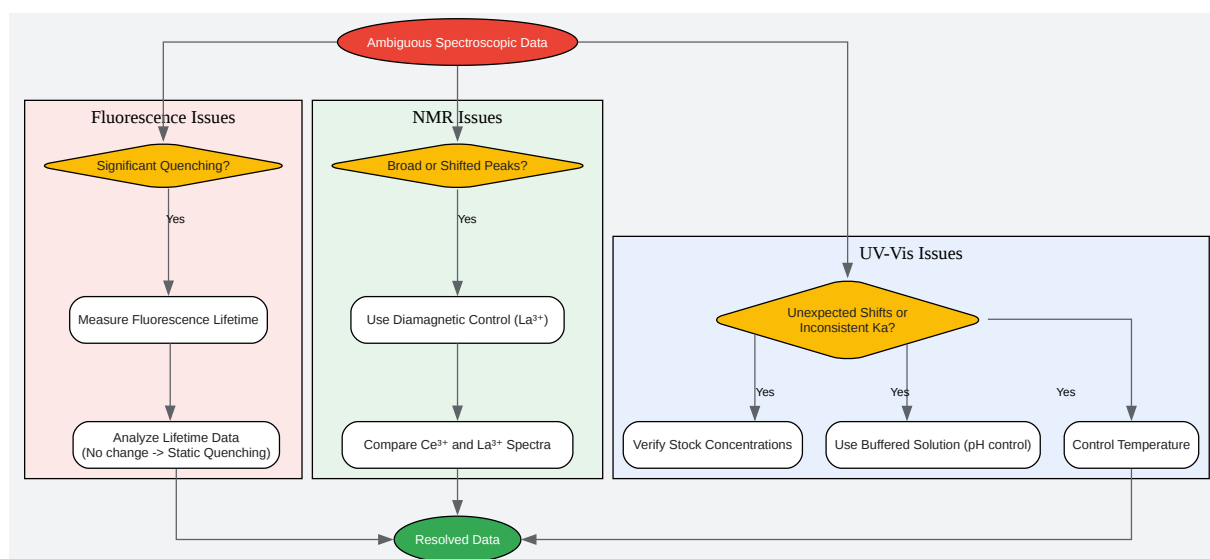 Ambiguous Spectroscopic Data
Fluorescence Issues
Significant Quenching?
Yes
Measure Fluorescence Lifetime
Analyze Lifetime Data
(No change -> Static Quenching)
NMR Issues
Broad or Shifted Peaks?
Yes
Use Diamagnetic Control (La³⁺)
Compare Ce³⁺ and La³⁺ Spectra
UV-Vis Issues
Unexpected Shifts or
Inconsistent Ka?
Yes
Yes
Yes
Verify Stock Concentrations
Use Buffered Solution (pH control)
Control Temperature
Resolved Data